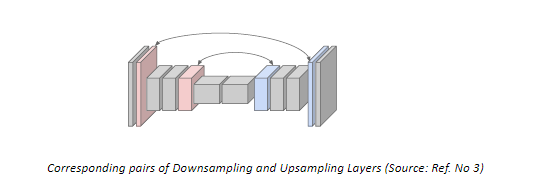 Corresponding pairs of Downsampling and Upsampling Layers (Source: Ref. No 3)